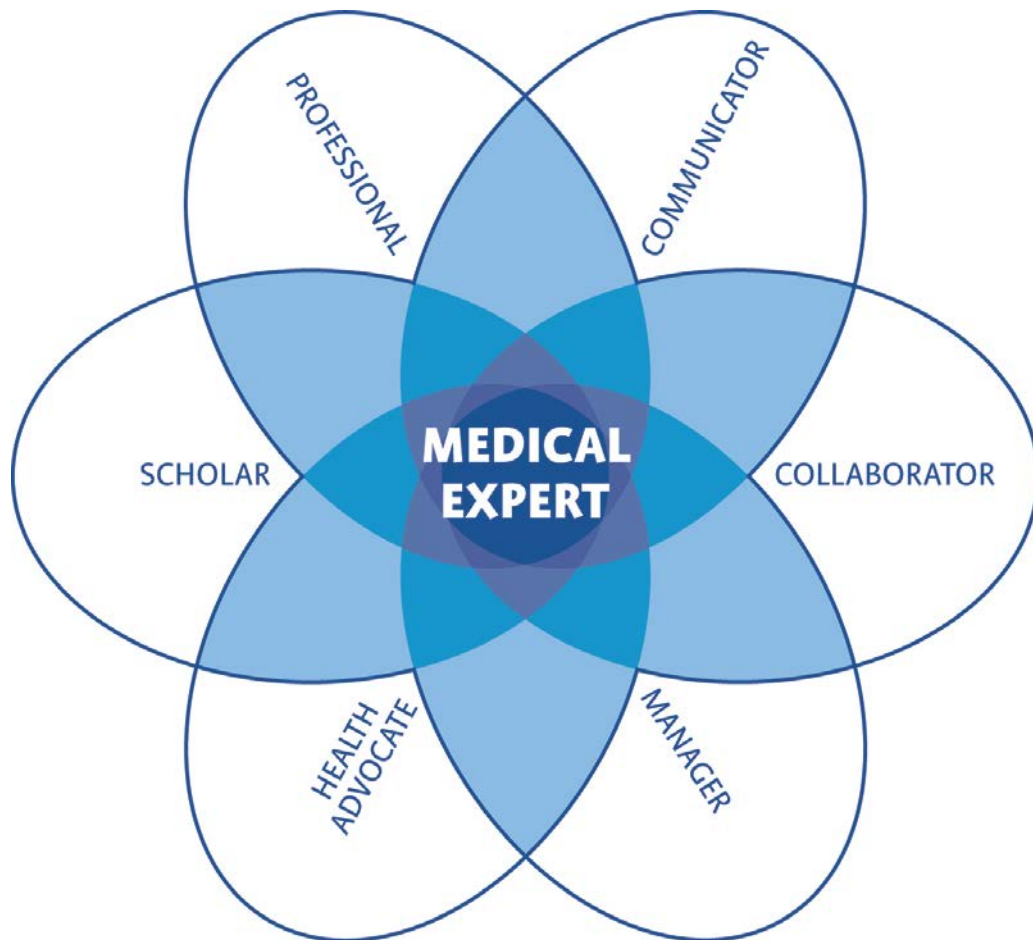 PROFESSIONAL
COMMUNICATOR
SCHOLAR
MEDICAL
EXPERT
COLLABORATOR
HEALTH
ADVOCATE
MANAGER